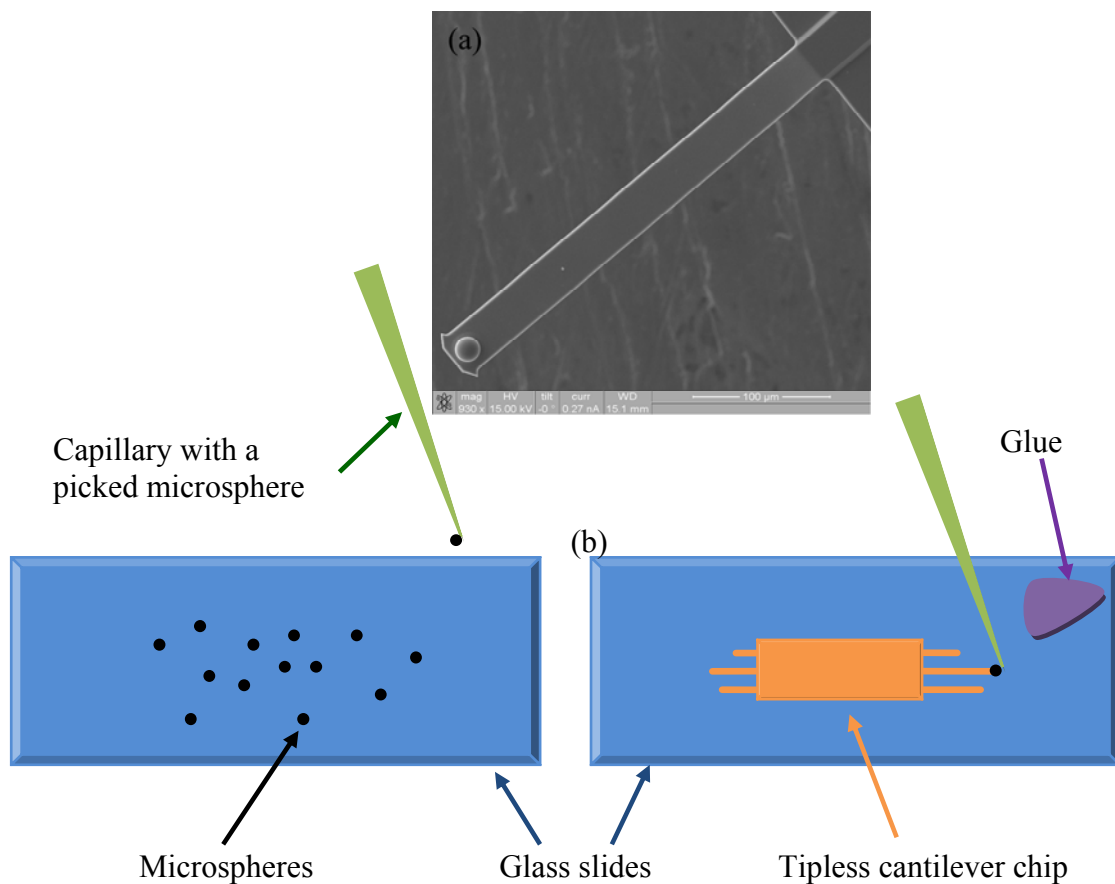 (a)
mag HV tilt curr WD
930 x 15.00 kV -0 ° 0.27 nA 15.1 mm
100 µm
Capillary with a
picked microsphere
Glue
(b)
Microspheres
Glass slides
Tipless cantilever chip